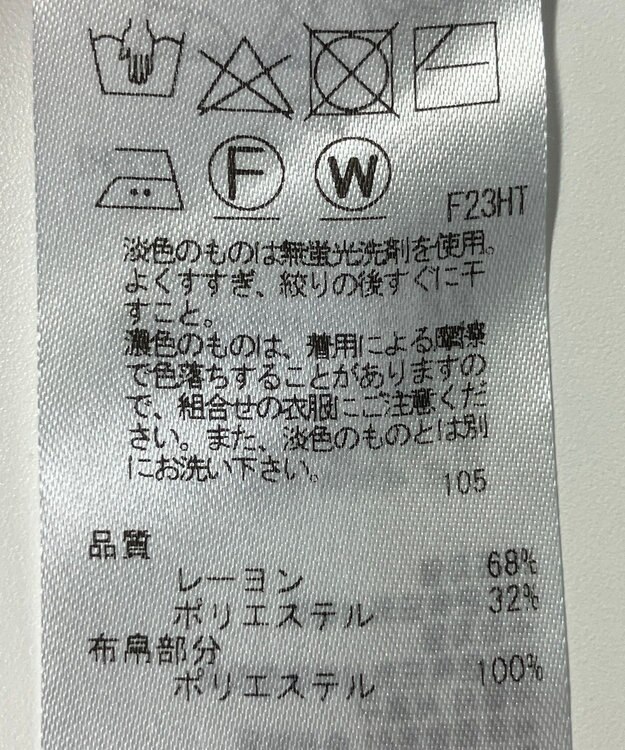 F W F23HT
淡色のものは無蛍光洗剤を使用。
よくすすぎ、絞りの後すぐに干
すこと。
濃色のものは、着用による摩擦
で色落ちすることがありますの
で、組合せの衣服にご注意くだ
さい。また、淡色のものとは別
にお洗い下さい。
105
品質
レーヨン 68%
ポリエステル 32%
布帛部分
ポリエステル 100%